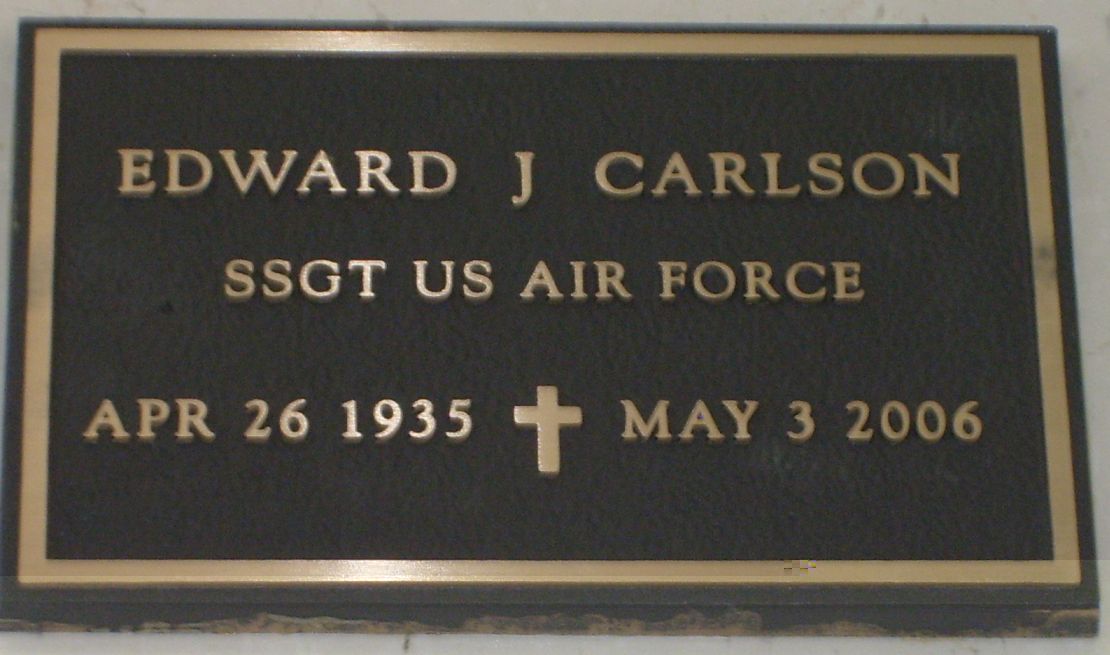 EDWARD J CARLSON
SSGT US AIR FORCE
APR 26 1935 MAY 3 2006